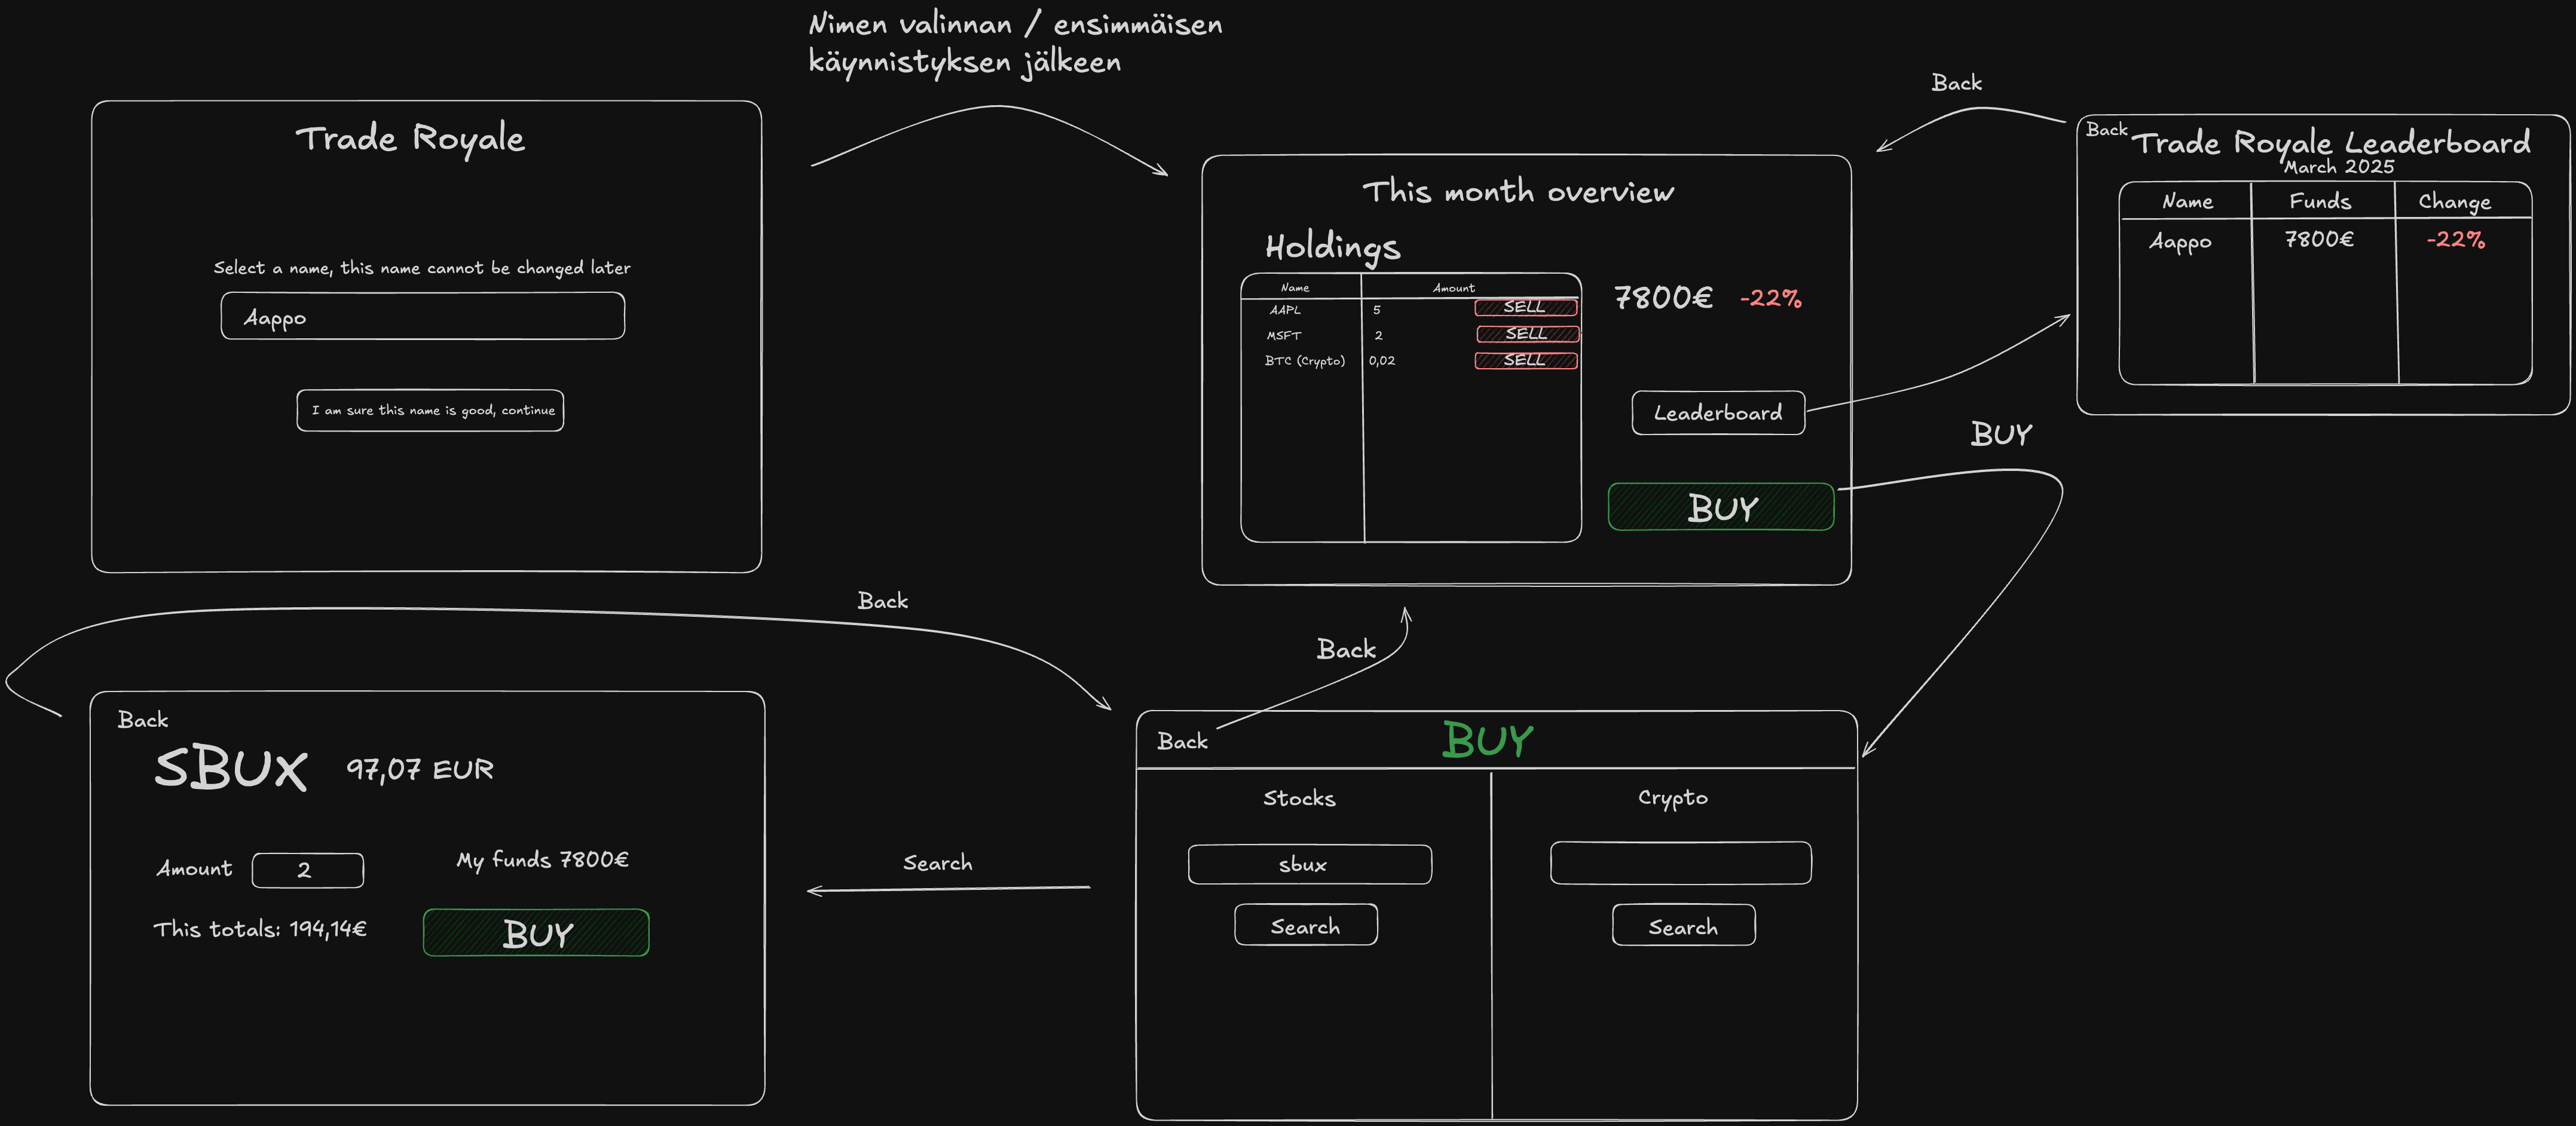 Nimen valinnan / ensimmäisen
käynnistyksen jälkeen
Trade Royale
Select a name, this name cannot be changed later
Aappo
I am sure this name is good, continue
This month overview
Holdings
Name Amount
AAPL 5 SELL
MSFT 2 SELL
BTC (Crypto) 0,02 SELL
7800€ -22%
Leaderboard
BUY
Back
Back
Trade Royale Leaderboard
March 2025
Name Funds Change
Aappo 7800€ -22%
BUY
Back
Back
Back
SBUX 97,07 EUR
Amount 2
My funds 7800€
This totals: 194,14€
BUY
Search
Back
BUY
Stocks
sbux
Search
Crypto
Search